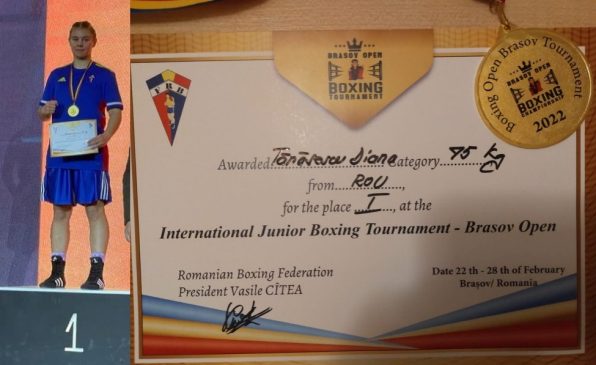 1
BRASOV OPEN
BOXING
TOURNAMENT
F R B
Awarded Tănăsescu Diana Category 75 kg
from ROU,
for the place I, at the
International Junior Boxing Tournament - Brasov Open
Romanian Boxing Federation
President Vasile CÎTEA
Date 22 th - 28 th of February
Brașov/ Romania
Boxing Open Brasov Tournament
BRASOV OPEN
BOXING
CHAMPIONSHIP
2022